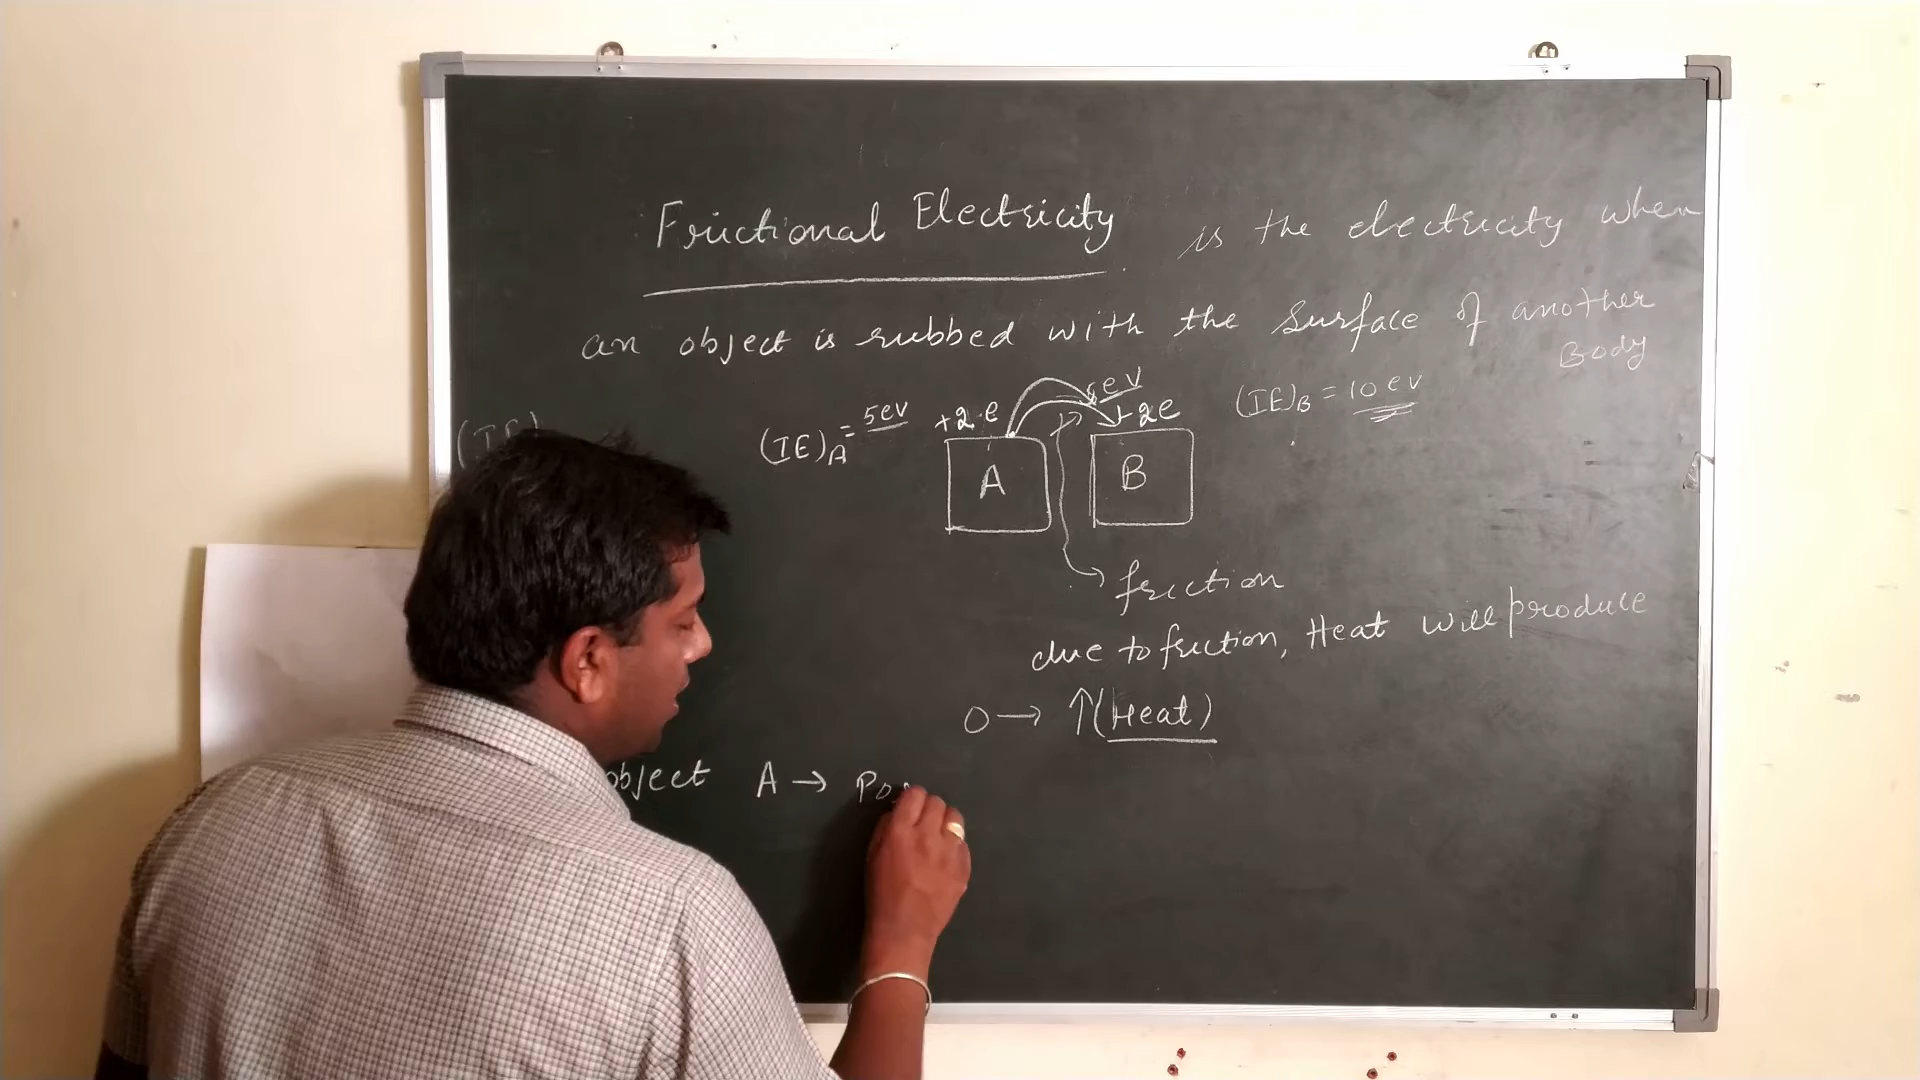 Frictional Electricity is the electricity when
an object is rubbed with the surface of another
Body
(IE)A = 5ev
+2e
5ev
+2e
(IE)B = 10 ev
A
B
friction
due to friction, Heat will produce
0 → ↑(Heat)
object A → Pos